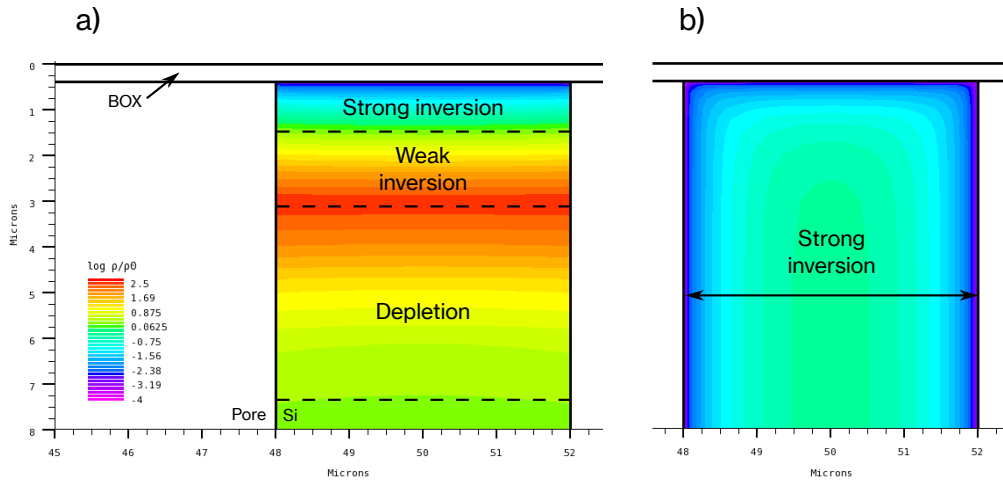 a)
b)
0
1
2
3
4
5
6
7
8
Microns
BOX
Strong inversion
Weak
inversion
Depletion
log ρ/ρ0
2.5
1.69
0.875
0.0625
-0.75
-1.56
-2.38
-3.19
-4
Pore
Si
45
46
47
48
49
50
51
52
Microns
Strong
inversion
48
49
50
51
52
Microns